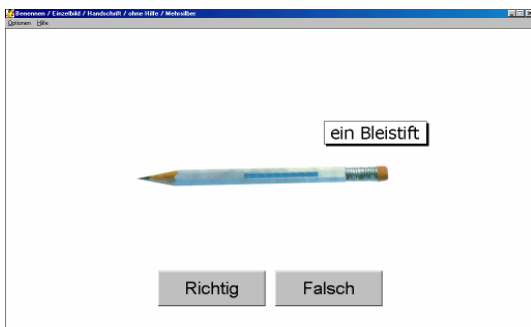 Benennen / Einzelbild / Handschrift / ohne Hilfe / Mehrsilber
Optionen Hilfe
ein Bleistift
Richtig Falsch